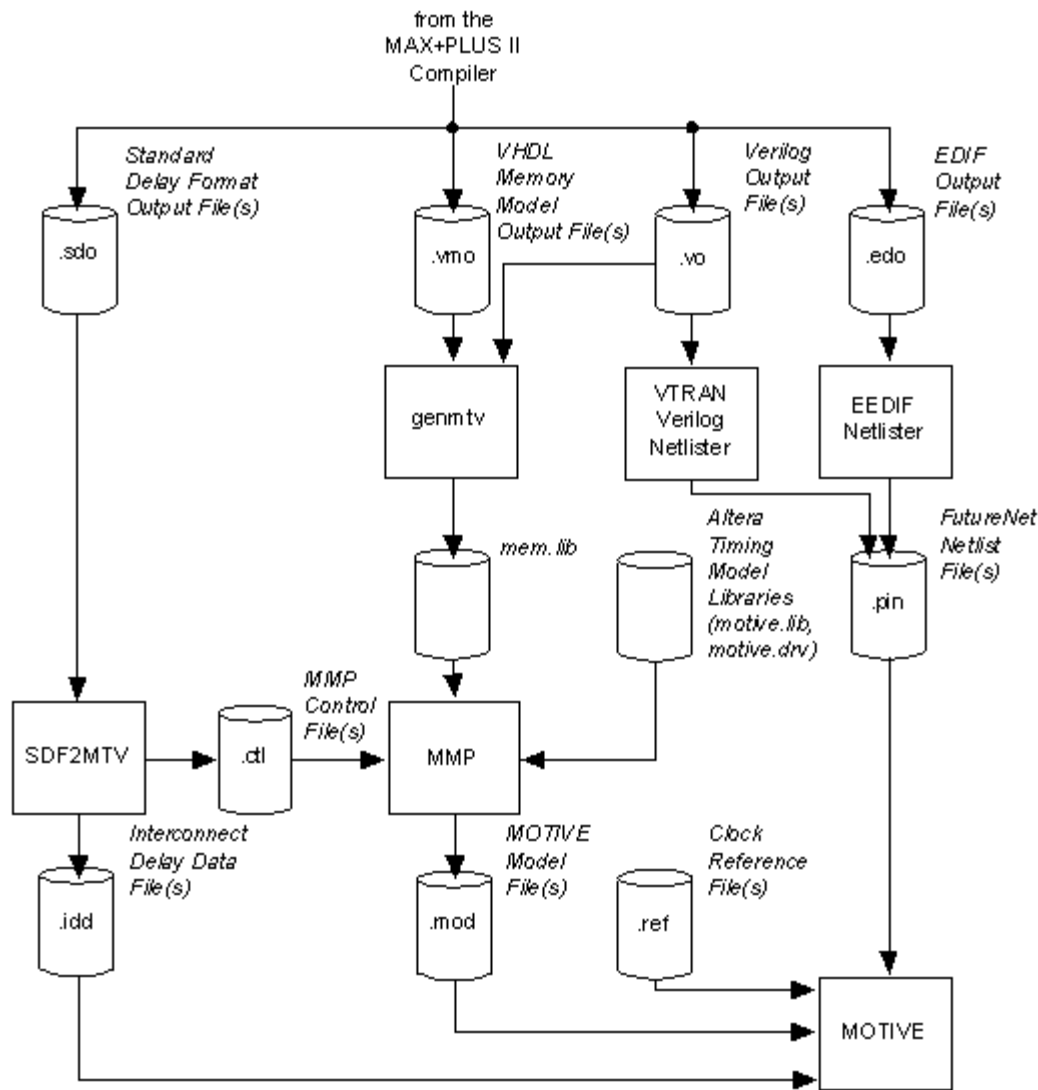 from the
MAX+PLUS II
Compiler
Standard
Delay Format
Output File(s)
VHDL
Memory
Model
Output File(s)
Verilog
Output
File(s)
EDIF
Output
File(s)
.sdo
.vmo
.vo
.edo
genmtv
VTRAN
Verilog
Netlister
EEDIF
Netlister
mem.lib
Altera
Timing
Model
Libraries
(motive.lib,
motive.drv)
FutureNet
Netlist
File(s)
.pin
MMP
Control
File(s)
SDF2MTV
.ctl
MMP
Interconnect
Delay Data
File(s)
MOTIVE
Model
File(s)
Clock
Reference
File(s)
.idd
.mod
.ref
MOTIVE